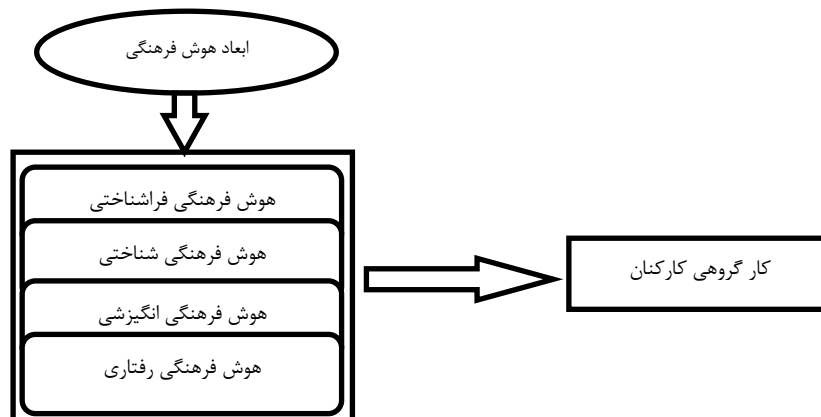 ابعاد هوش فرهنگی
هوش فرهنگی فراشناختی
هوش فرهنگی شناختی
کار گروهی کارکنان
هوش فرهنگی انگیزشی
هوش فرهنگی رفتاری